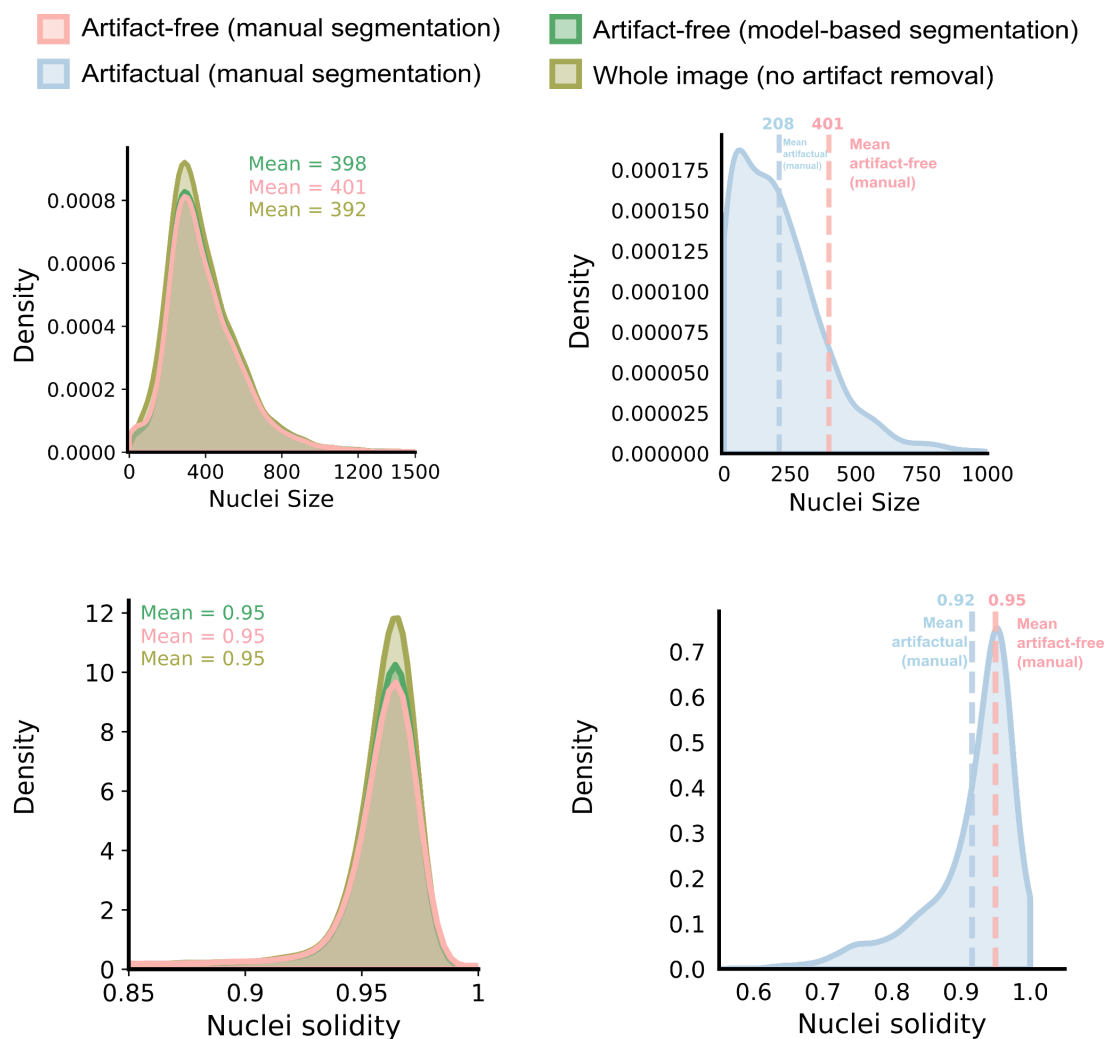 Artifact-free (manual segmentation)
Artifactual (manual segmentation)
Artifact-free (model-based segmentation)
Whole image (no artifact removal)
Mean = 398
Mean = 401
Mean = 392
0.0008
0.0006
0.0004
0.0002
0.0000
Density
0 400 800 1200 1500
Nuclei Size
208 401
Mean
artifactual
(manual)
Mean
artifact-free
(manual)
0.000175
0.000150
0.000125
0.000100
0.000075
0.000050
0.000025
0.000000
Density
0 250 500 750 1000
Nuclei Size
Mean = 0.95
Mean = 0.95
Mean = 0.95
12
10
8
6
4
2
0
Density
0.85 0.9 0.95 1
Nuclei solidity
0.92 0.95
Mean
artifactual
(manual)
Mean
artifact-free
(manual)
0.7
0.6
0.5
0.4
0.3
0.2
0.1
0.0
Density
0.6 0.7 0.8 0.9 1.0
Nuclei solidity